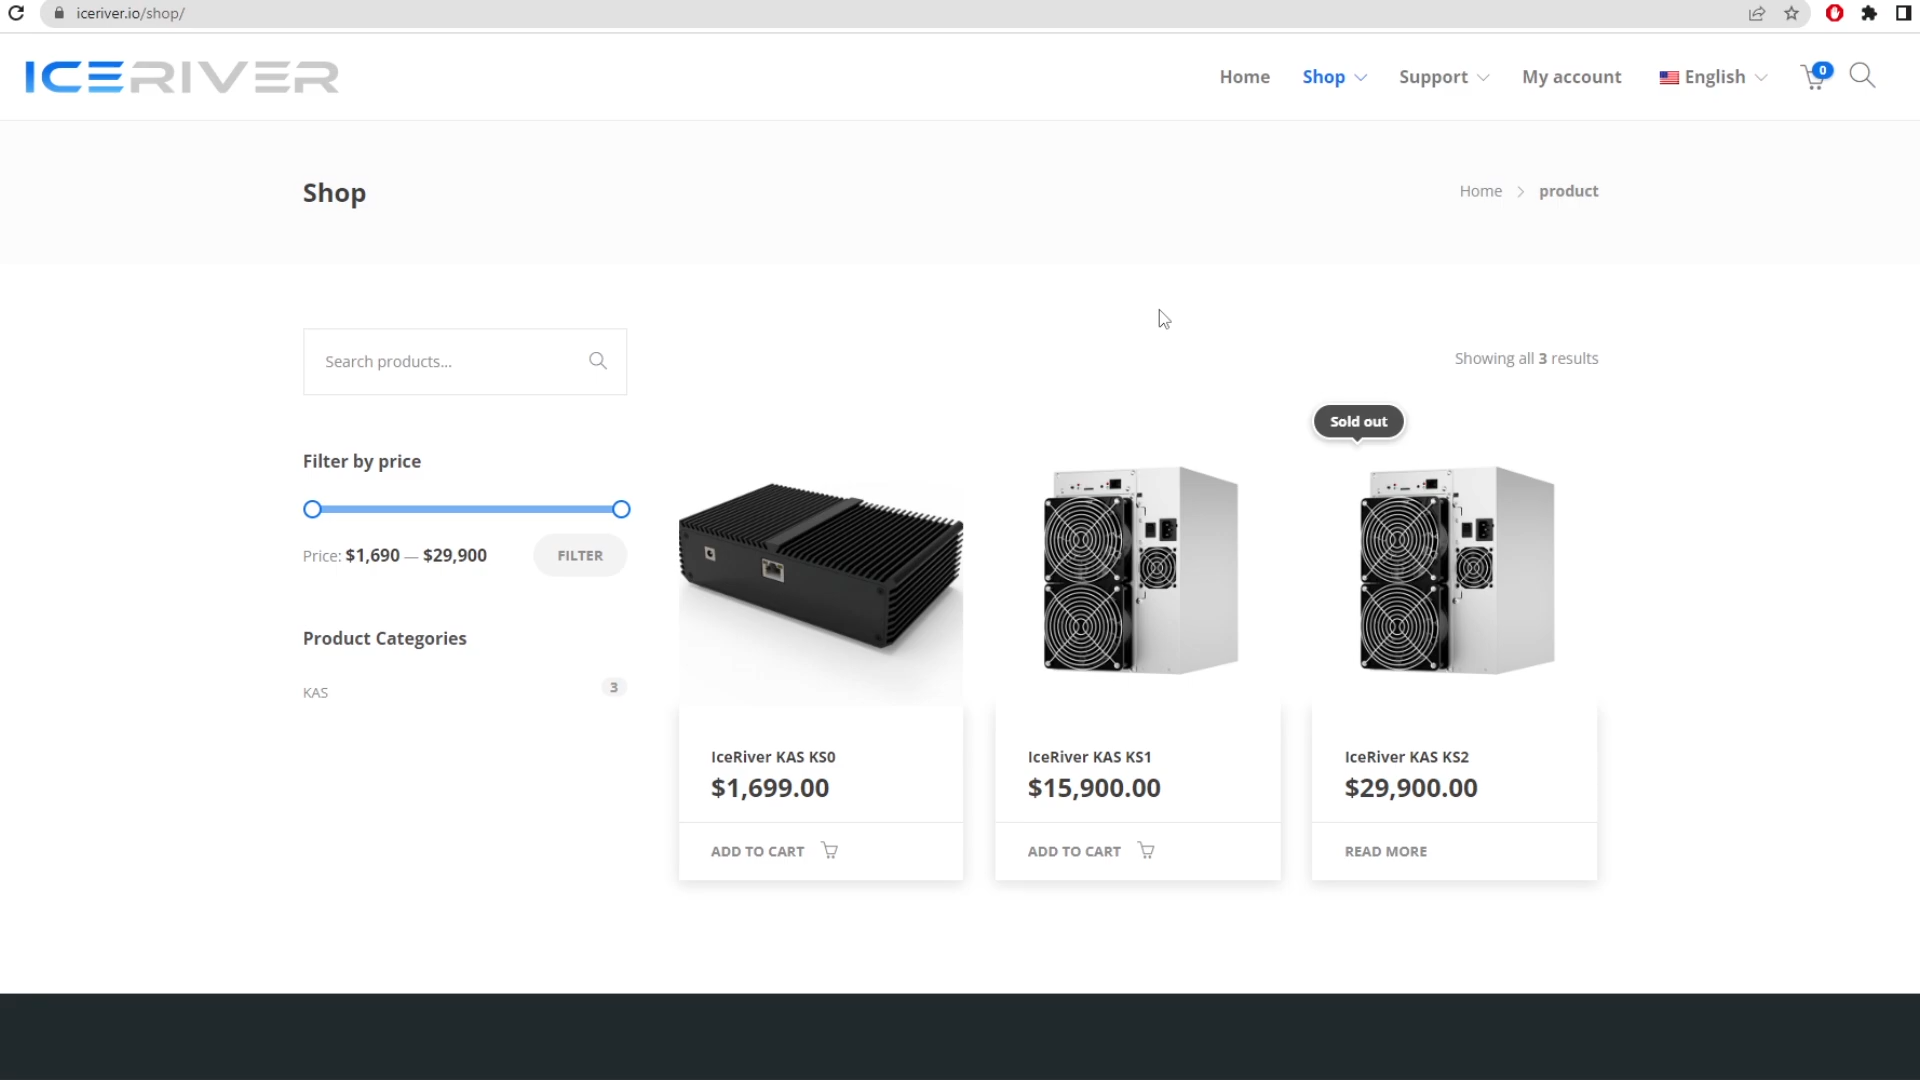 iceriver.io/shop/
ICERIVER
Home
Shop
Support
My account
English
0
Shop
Home
product
Search products...
Showing all 3 results
Filter by price
Price: $1,690 — $29,900
FILTER
Product Categories
KAS
3
IceRiver KAS KS0
$1,699.00
ADD TO CART
IceRiver KAS KS1
$15,900.00
ADD TO CART
Sold out
IceRiver KAS KS2
$29,900.00
READ MORE